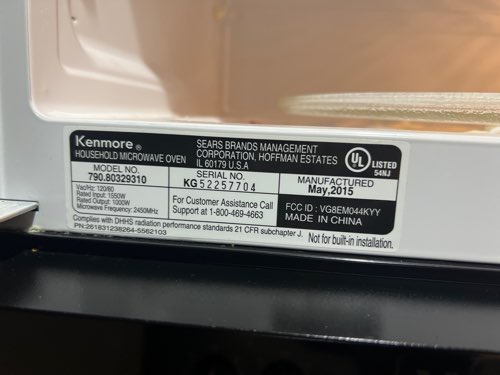 Kenmore®
HOUSEHOLD MICROWAVE OVEN
SEARS BRANDS MANAGEMENT
CORPORATION, HOFFMAN ESTATES
IL 60179 U.S.A
UL LISTED
54NJ
MODEL NO.
790.80329310
SERIAL NO.
KG52257704
MANUFACTURED
May,2015
Vac/Hz: 120/60
Rated Input: 1550W
Rated Output: 1000W
Microwave Frequency: 2450MHz
For Customer Assistance Call
Support at 1-800-469-4663
FCC ID : VG8EM044KYY
MADE IN CHINA
Complies with DHHS radiation performance standards 21 CFR subchapter J.
Not for built-in installation.
PN:261831238264-5562103